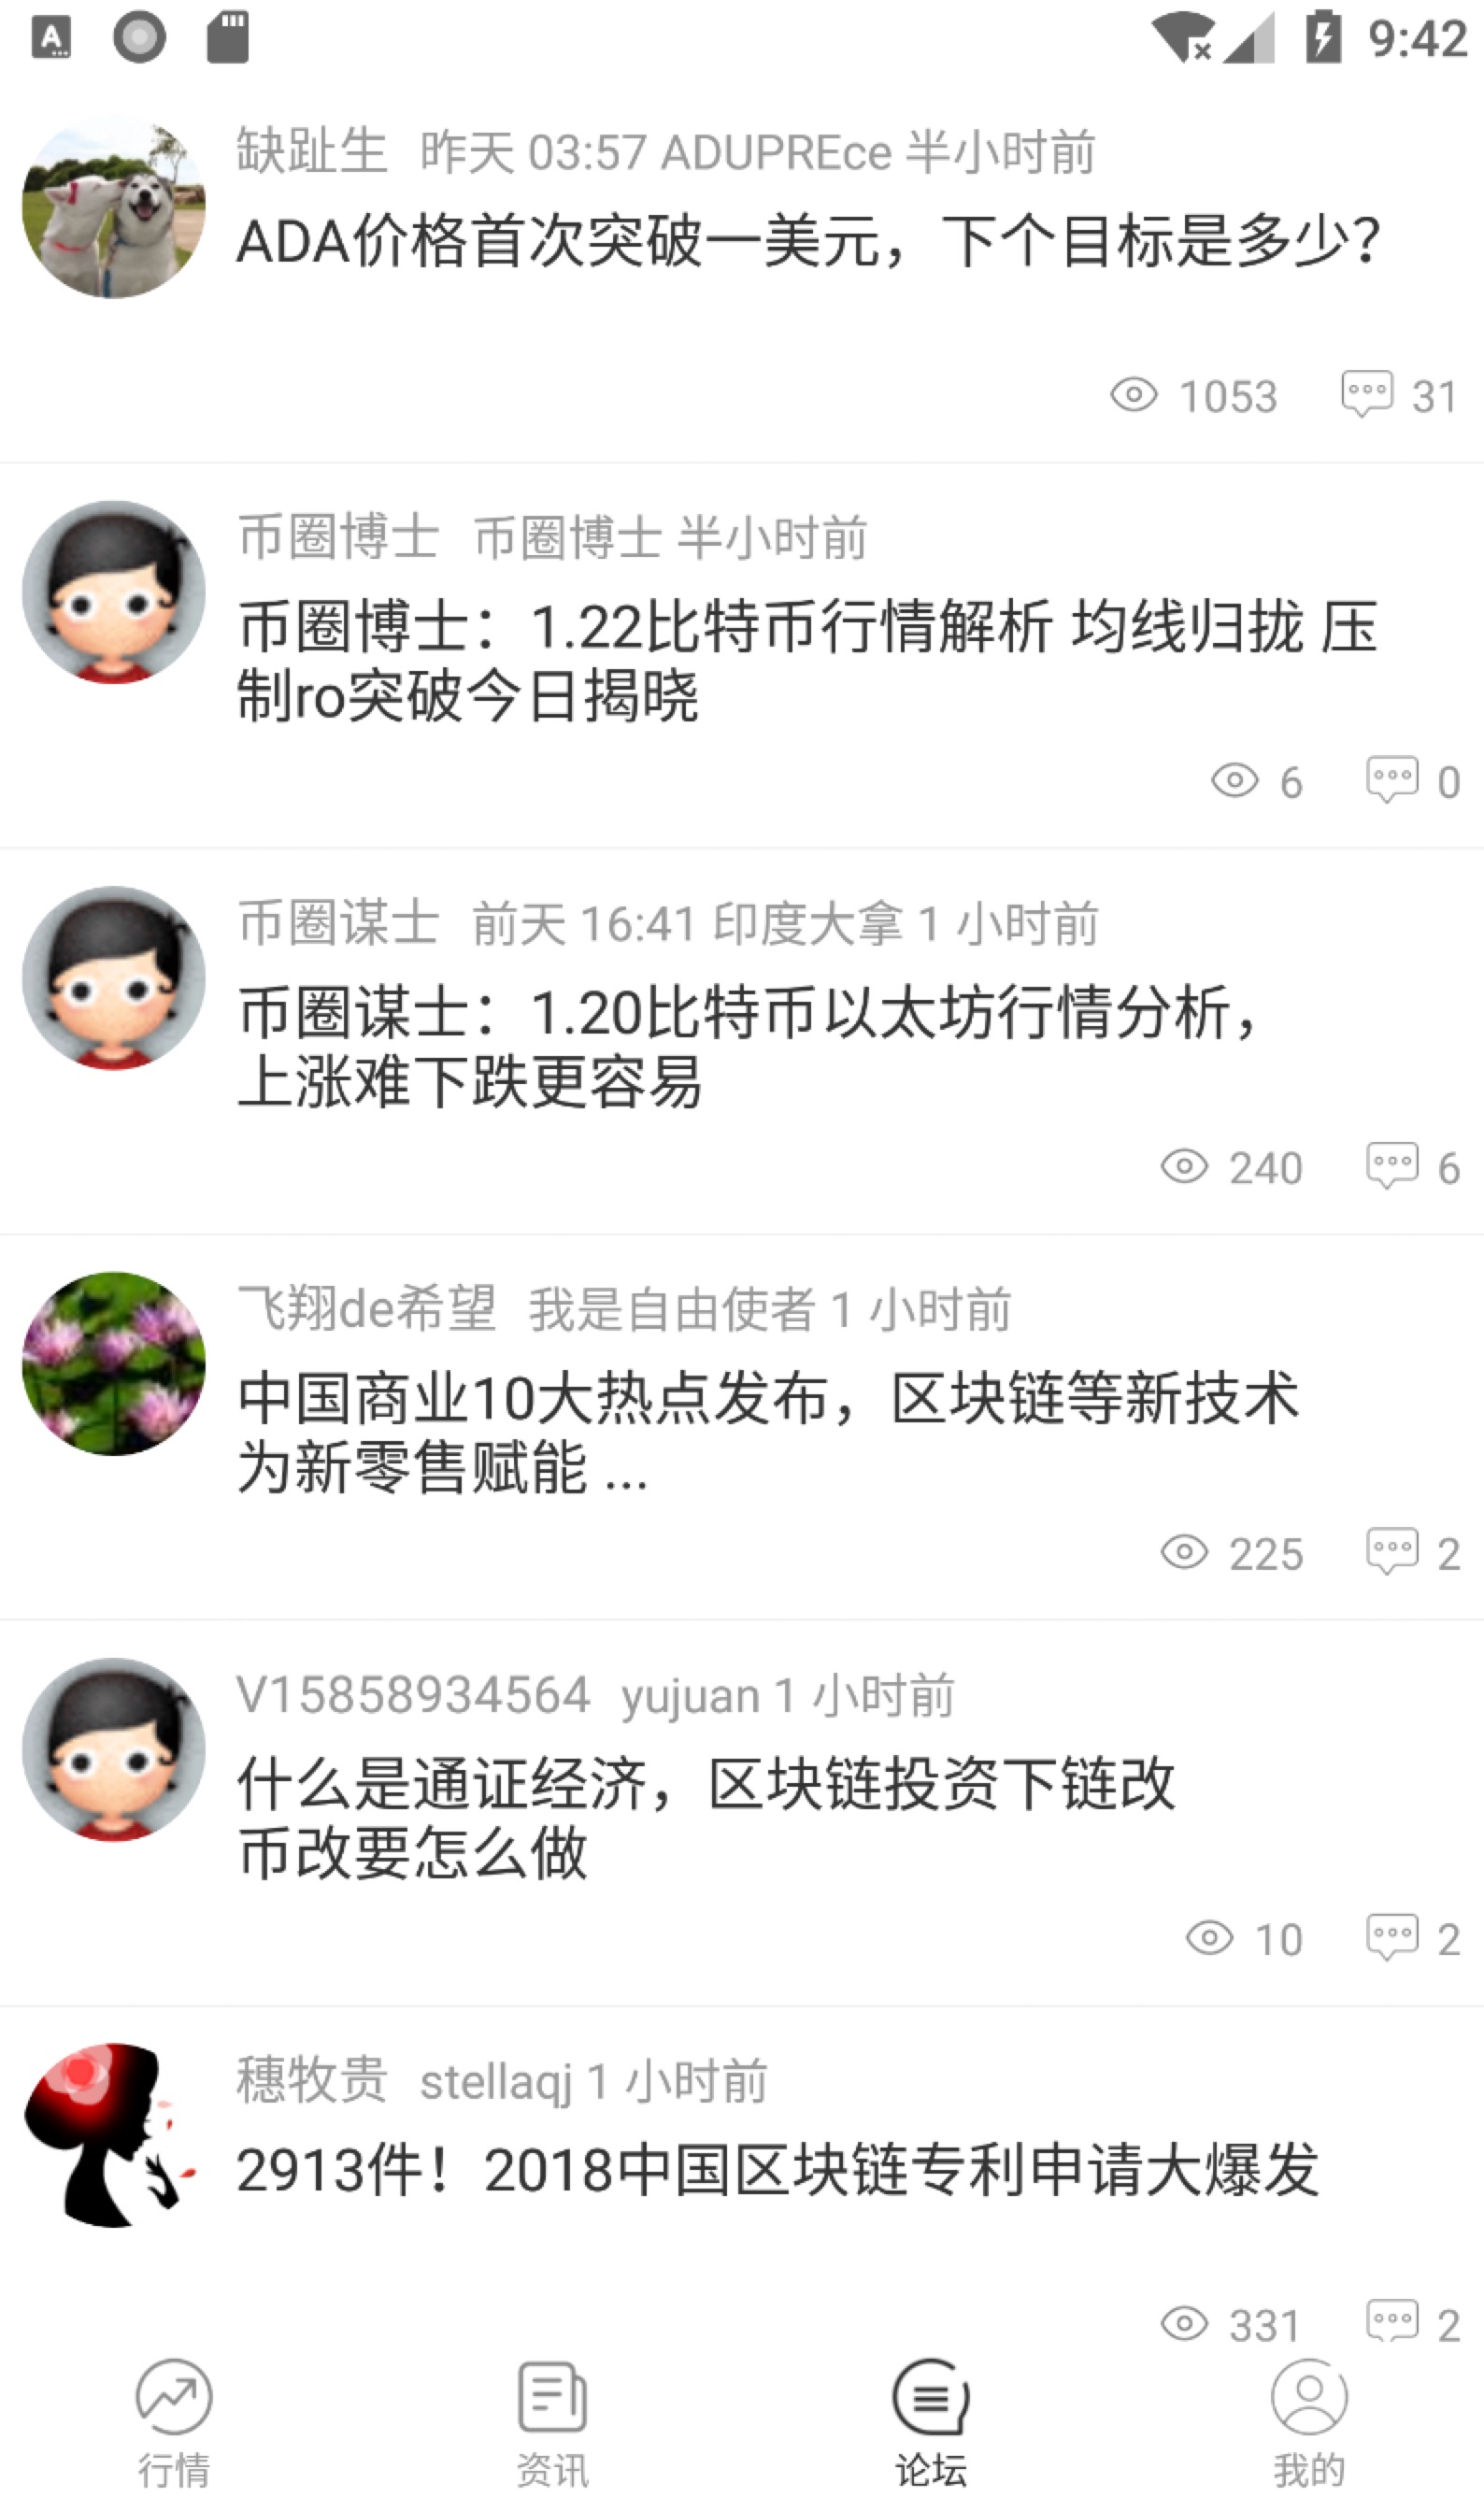 9:42
缺趾生 昨天 03:57 ADUPREce 半小时前
ADA价格首次突破一美元，下个目标是多少？
1053 31
币圈博士 币圈博士 半小时前
币圈博士：1.22比特币行情解析 均线归拢 压
制ro突破今日揭晓
6 0
币圈谋士 前天 16:41 印度大拿 1 小时前
币圈谋士：1.20比特币以太坊行情分析，
上涨难下跌更容易
240 6
飞翔de希望 我是自由使者 1 小时前
中国商业10大热点发布，区块链等新技术
为新零售赋能 ...
225 2
V15858934564 yujuan 1 小时前
什么是通证经济，区块链投资下链改
币改要怎么做
10 2
穗牧贵 stellaqj 1 小时前
2913件！2018中国区块链专利申请大爆发
331 2
行情 资讯 论坛 我的